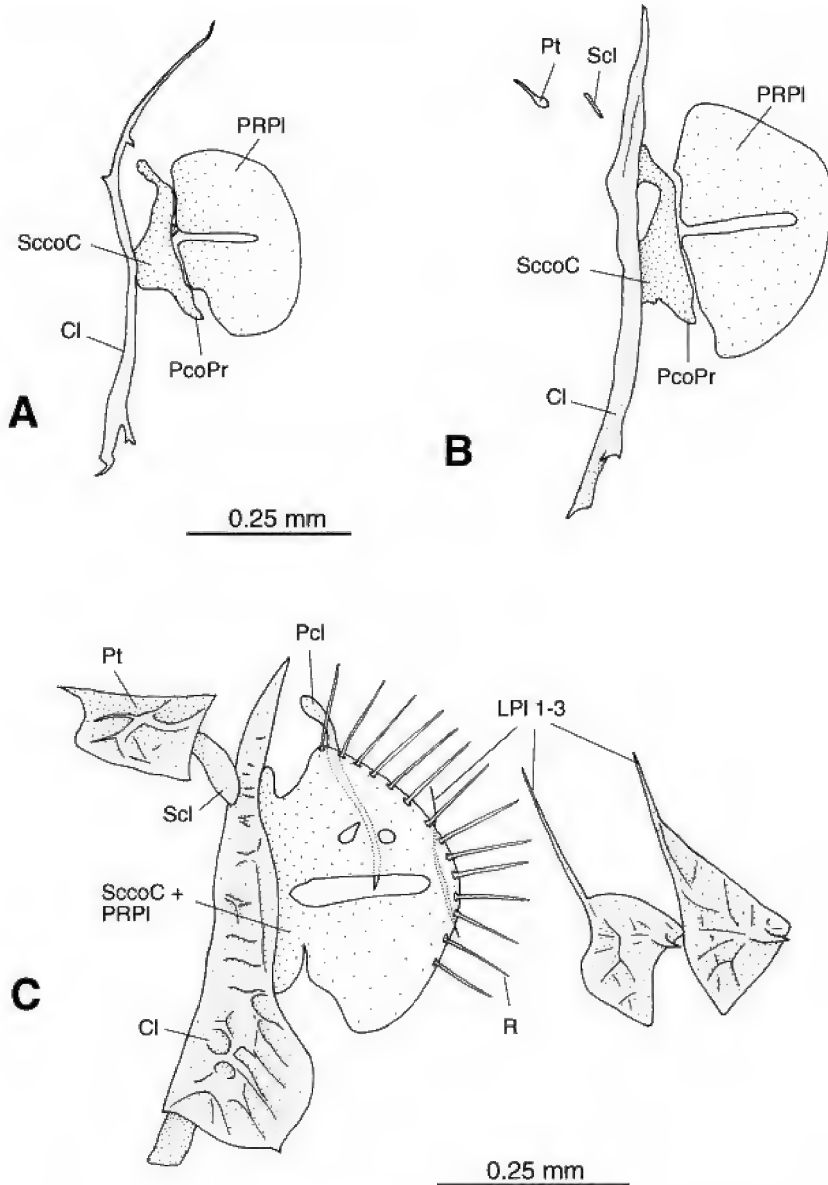 PRPl
SccoC
Cl
PcoPr
A
0.25 mm
Pt
Scl
PRPl
SccoC
PcoPr
Cl
B
Pcl
Pt
LPl 1-3
Scl
SccoC +
PRPl
Cl
R
C
0.25 mm